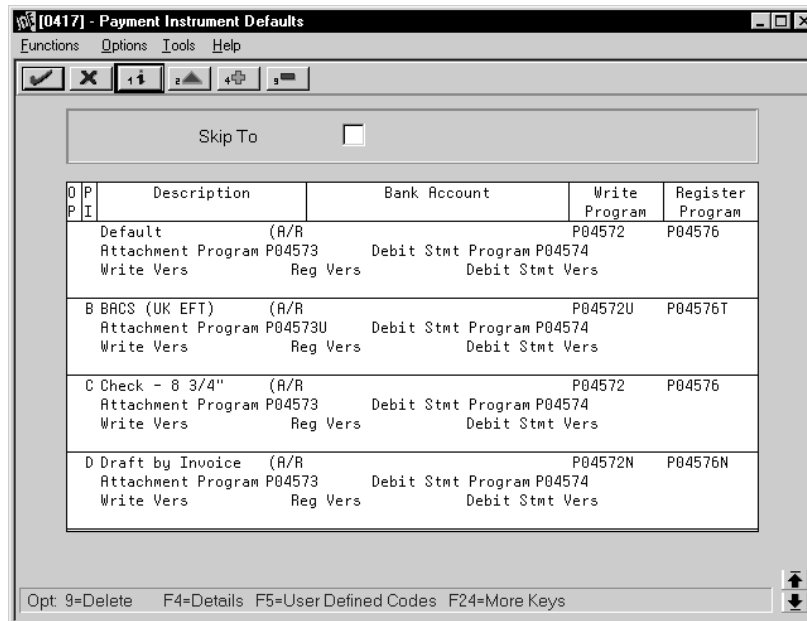 [0417] - Payment Instrument Defaults
Functions Options Tools Help
1 i 2 4 9
Skip To
O P Description Bank Account Write Register
P I Program Program
Default (A/R P04572 P04576
Attachment Program P04573 Debit Stmt Program P04574
Write Vers Reg Vers Debit Stmt Vers
B BACS (UK EFT) (A/R P04572U P04576T
Attachment Program P04573U Debit Stmt Program P04574
Write Vers Reg Vers Debit Stmt Vers
C Check - 8 3/4" (A/R P04572 P04576
Attachment Program P04573 Debit Stmt Program P04574
Write Vers Reg Vers Debit Stmt Vers
D Draft by Invoice (A/R P04572N P04576N
Attachment Program P04573 Debit Stmt Program P04574
Write Vers Reg Vers Debit Stmt Vers
Opt: 9=Delete F4=Details F5=User Defined Codes F24=More Keys